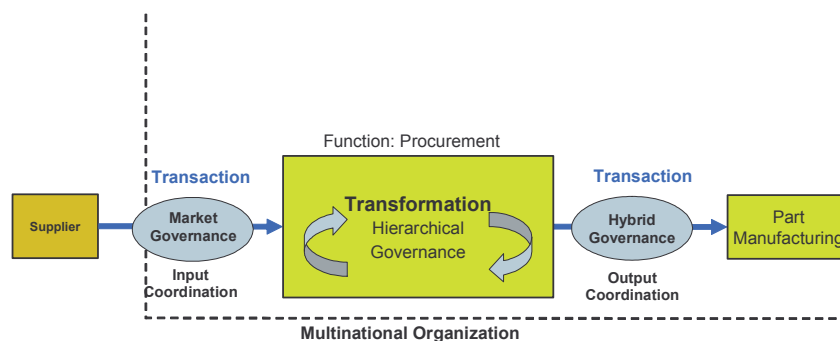 Function: Procurement
Transaction
Transaction
Supplier
Market
Governance
Transformation
Hierarchical
Governance
Hybrid
Governance
Part
Manufacturing
Input
Coordination
Output
Coordination
Multinational Organization